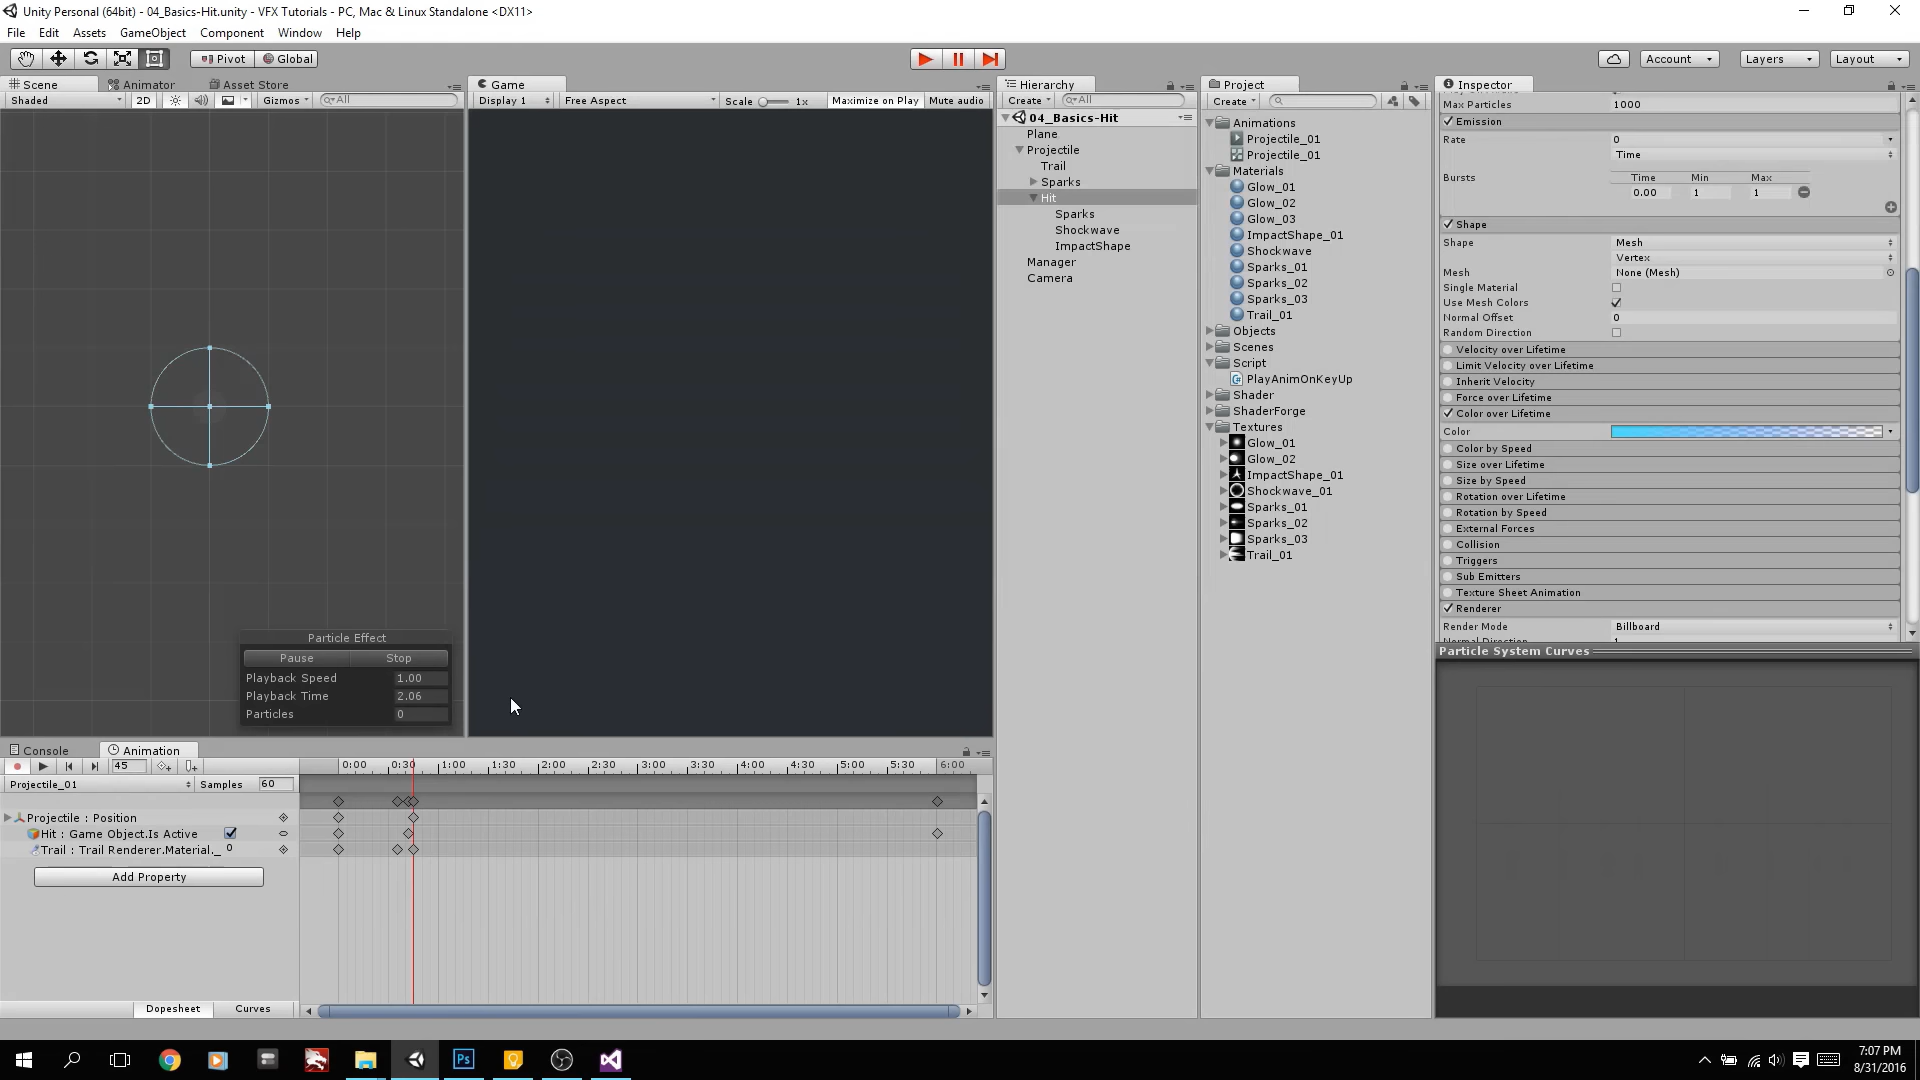 Unity Personal (64bit) - 04_Basics-Hit.unity - VFX Tutorials - PC, Mac & Linux Standalone <DX11>
File Edit Assets GameObject Component Window Help
Pivot Global Account Layers Layout
Scene Animator Asset Store
Shaded 2D Gizmos All
Particle Effect
Pause Stop
Playback Speed 1.00
Playback Time 2.06
Particles 0
Game
Display 1 Free Aspect Scale 1x Maximize on Play Mute audio
Hierarchy
Create All
04_Basics-Hit
Plane
Projectile
Trail
Sparks
Hit
Sparks
Shockwave
ImpactShape
Manager
Camera
Project
Create
Animations
Projectile_01
Projectile_01
Materials
Glow_01
Glow_02
Glow_03
ImpactShape_01
Shockwave
Sparks_01
Sparks_02
Sparks_03
Trail_01
Objects
Scenes
Script
PlayAnimOnKeyUp
Shader
ShaderForge
Textures
Glow_01
Glow_02
ImpactShape_01
Shockwave_01
Sparks_01
Sparks_02
Sparks_03
Trail_01
Inspector
Max Particles 1000
Emission
Rate 0
Time
Bursts Time Min Max
0.00 1 1
Shape
Shape Mesh
Vertex
Mesh None (Mesh)
Single Material
Use Mesh Colors
Normal Offset 0
Random Direction
Velocity over Lifetime
Limit Velocity over Lifetime
Inherit Velocity
Force over Lifetime
Color over Lifetime
Color
Color by Speed
Size over Lifetime
Size by Speed
Rotation over Lifetime
Rotation by Speed
External Forces
Collision
Triggers
Sub Emitters
Texture Sheet Animation
Renderer
Render Mode Billboard
Normal Direction 1
Particle System Curves
Console Animation
45 0:00 0:30 1:00 1:30 2:00 2:30 3:00 3:30 4:00 4:30 5:00 5:30 6:00
Projectile_01 Samples 60
Projectile : Position
Hit : Game Object.Is Active
Trail : Trail Renderer.Material._ 0
Add Property
Dopesheet Curves
Ps
7:07 PM
8/31/2016